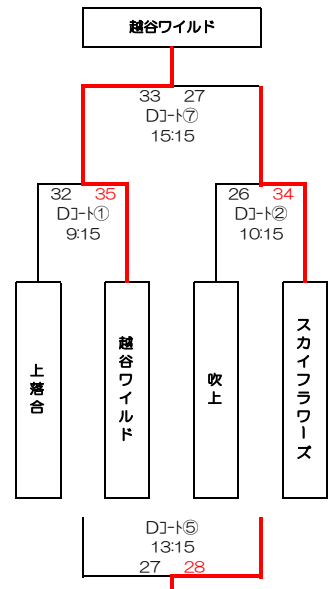 越谷ワイルド
33 27
Dコート⑦
15:15
32 35
Dコート①
9:15
26 34
Dコート②
10:15
上落合
越谷ワイルド
吹上
スカイフラワーズ
Dコート⑤
13:15
27 28